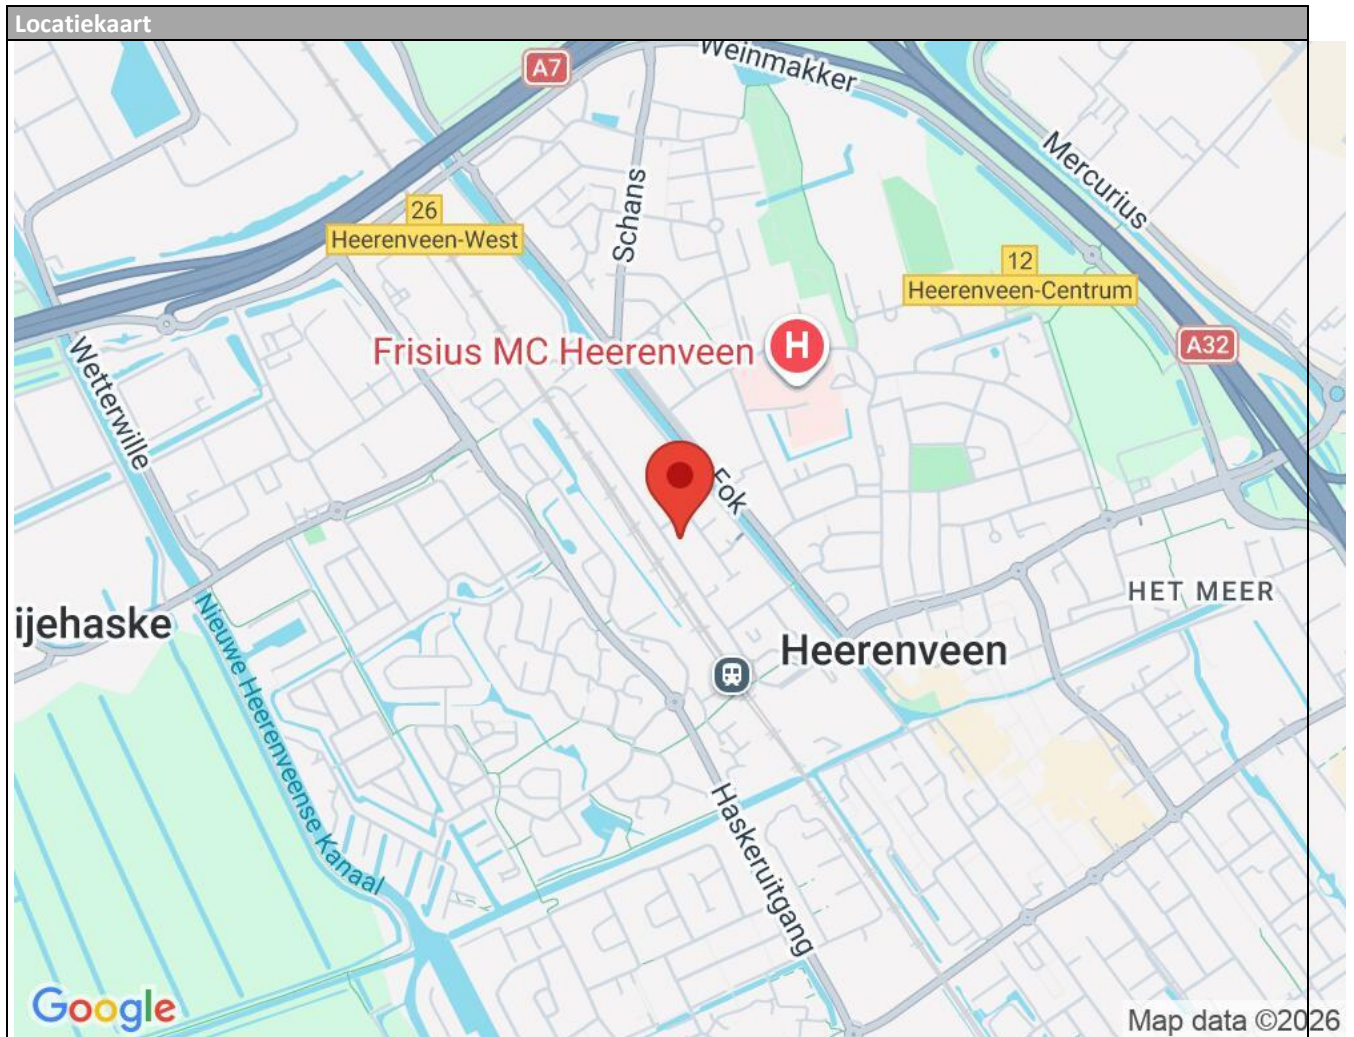 Locatiekaart
A7
Weinmakker
Mercurius
26
Heerenveen-West
Schans
12
Heerenveen-Centrum
Frisius MC Heerenveen
H
A32
Wetterwille
Fok
HET MEER
ijehaske
Nieuwe Heerenveense Kanaal
Heerenveen
Haskeruitgang
Google
Map data ©2026